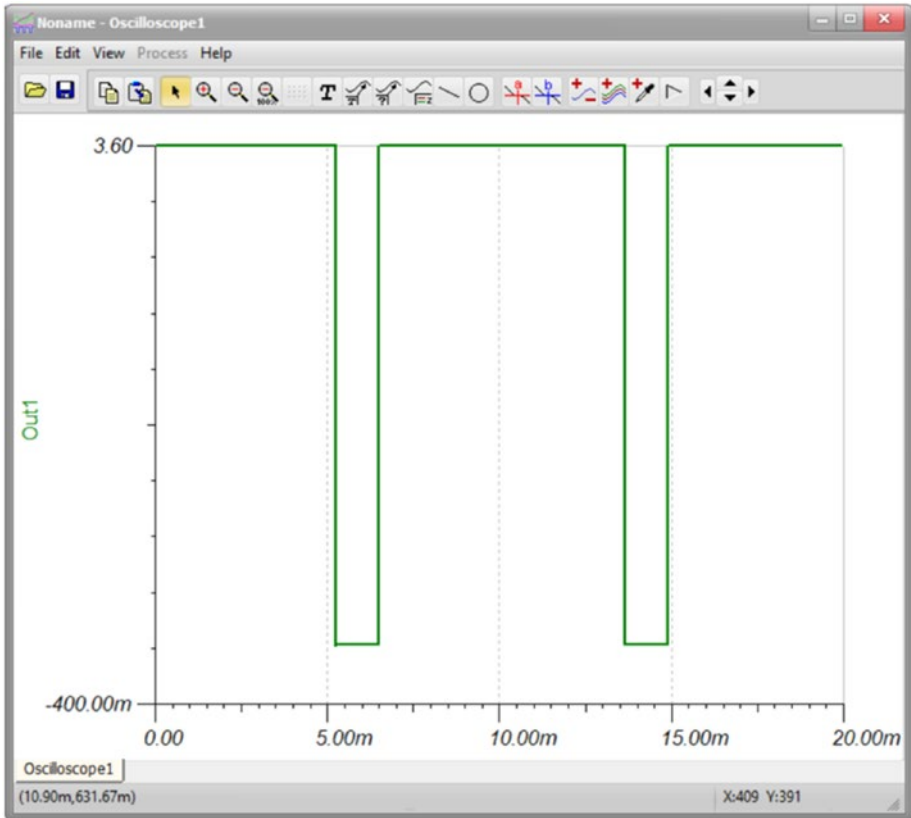 Noname - Oscilloscope1
File Edit View Process Help
T
100%
a
b
3.60
Out1
-400.00m
0.00 5.00m 10.00m 15.00m 20.00m
Oscilloscope1
(10.90m,631.67m) X:409 Y:391